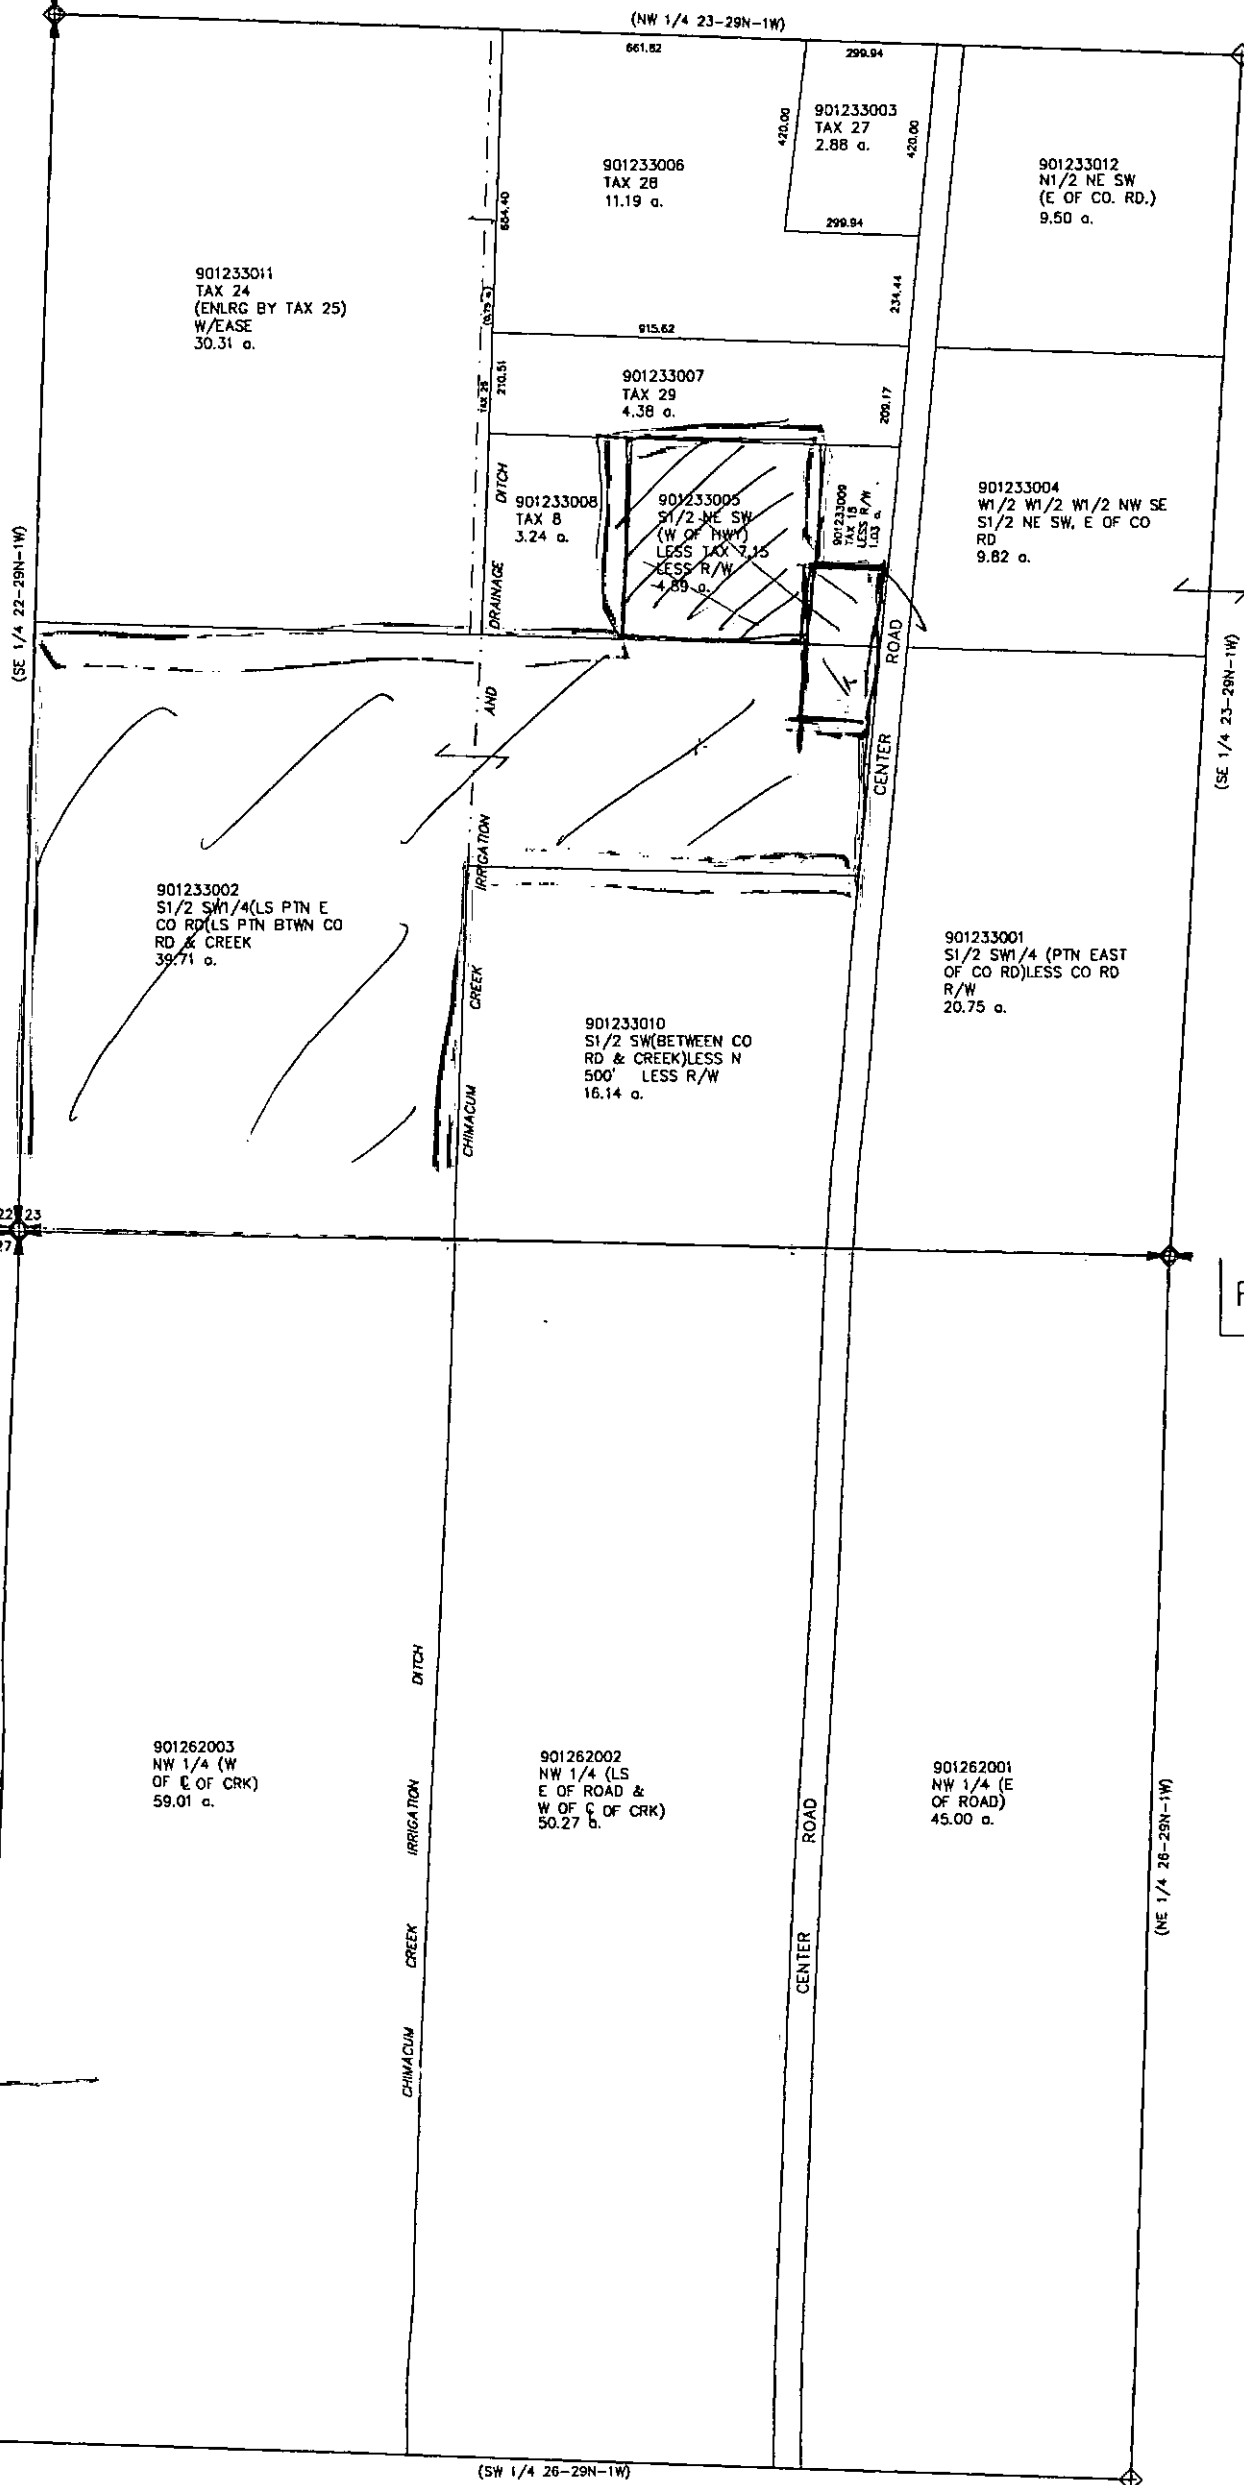 (NW 1/4 23-29N-1W)
661.82
299.94
420.00
901233003
TAX 27
2.88 a.
420.00
901233006
TAX 28
11.19 a.
901233012
N1/2 NE SW
(E OF CO. RD.)
9.50 a.
684.40
299.94
901233011
TAX 24
(ENLRG BY TAX 25)
W/EASE
30.31 a.
234.44
915.62
TAX 25
210.51
901233007
TAX 29
4.38 a.
209.17
DITCH
901233008
TAX 8
3.24 a.
901233005
S1/2 NE SW
(W OF HWY)
LESS TAX 7,15
LESS R/W
4.89 a.
901233009
TAX 18
LESS R/W
1.03 a.
901233004
W1/2 W1/2 W1/2 NW SE
S1/2 NE SW, E OF CO
RD
9.82 a.
(SE 1/4 22-29N-1W)
DRAINAGE
ROAD
(SE 1/4 23-29N-1W)
AND
CENTER
IRRIGATION
901233002
S1/2 SW1/4(LS PTN E
CO RD(LS PTN BTWN CO
RD & CREEK
39.71 a.
901233001
S1/2 SW1/4 (PTN EAST
OF CO RD)LESS CO RD
R/W
20.75 a.
CREEK
901233010
S1/2 SW(BETWEEN CO
RD & CREEK)LESS N
500' LESS R/W
16.14 a.
CHIMACUM
22 23
27
DITCH
901262003
NW 1/4 (W
OF ℄ OF CRK)
59.01 a.
901262002
NW 1/4 (LS
E OF ROAD &
W OF ℄ OF CRK)
50.27 a.
901262001
NW 1/4 (E
OF ROAD)
45.00 a.
IRRIGATION
ROAD
(NE 1/4 26-29N-1W)
CREEK
CENTER
CHIMACUM
(SW 1/4 26-29N-1W)